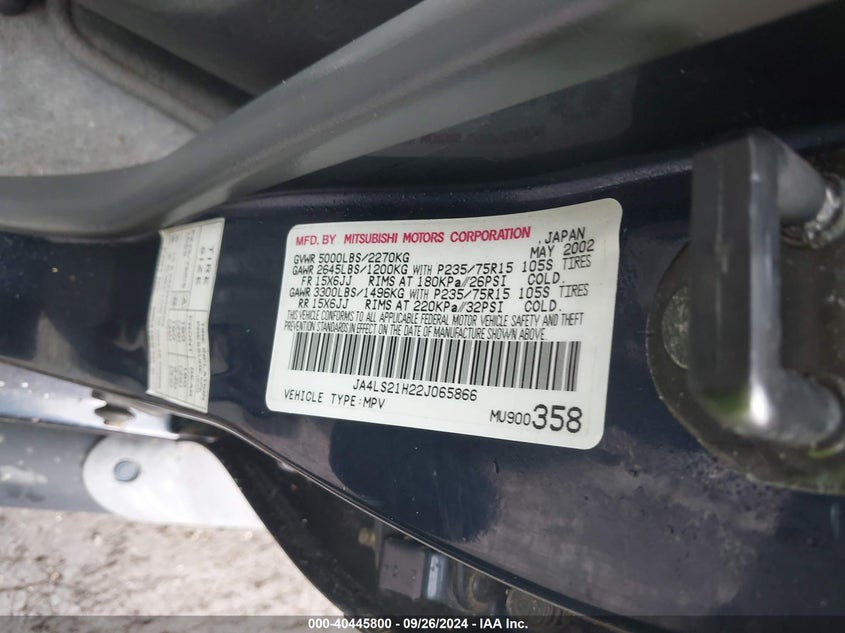 MFD. BY MITSUBISHI MOTORS CORPORATION , JAPAN
GVWR 5000LBS/2270KG MAY 2002
GAWR 2645LBS/1200KG WITH P235/75R15 105S TIRES
FR 15X6JJ RIMS AT 180KPa/26PSI COLD.
GAWR 3300LBS/1496KG WITH P235/75R15 105S TIRES
RR 15X6JJ RIMS AT 220KPa/32PSI COLD.
THIS VEHICLE CONFORMS TO ALL APPLICABLE FEDERAL MOTOR VEHICLE SAFETY AND THEFT
PREVENTION STANDARDS IN EFFECT ON THE DATE OF MANUFACTURE SHOWN ABOVE.
JA4LS21H22J065866
VEHICLE TYPE:MPV
MU900358
TIRE
SIZE
000-40445800 - 09/26/2024 - IAA Inc.